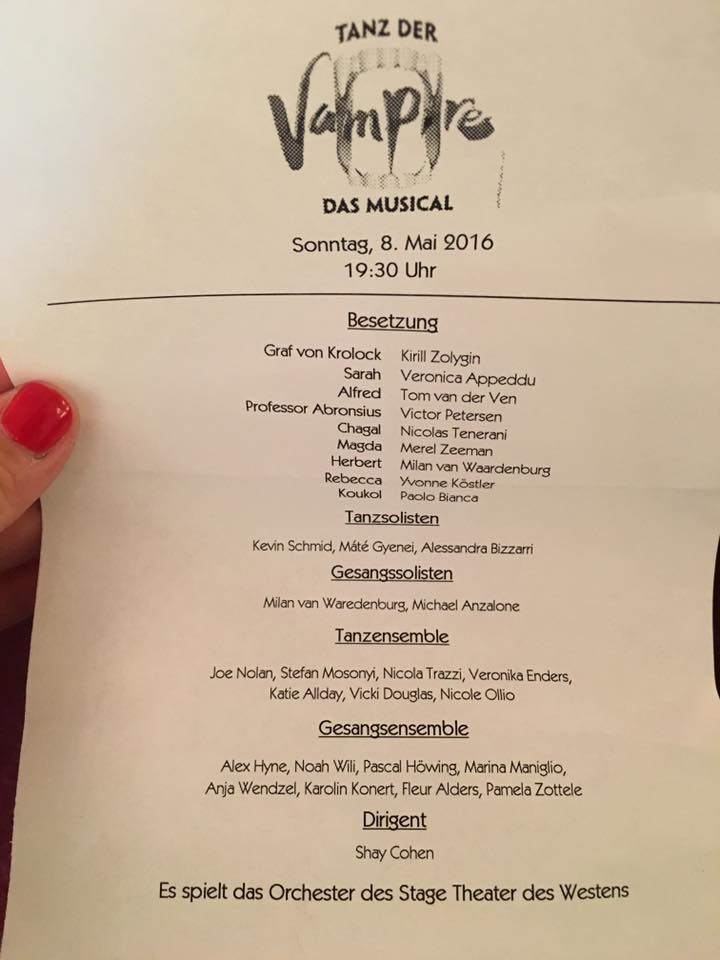 TANZ DER
Vampire
DAS MUSICAL
Sonntag, 8. Mai 2016
19:30 Uhr
Besetzung
Graf von Krolock Kirill Zolygin
Sarah Veronica Appeddu
Alfred Tom van der Ven
Professor Abronsius Victor Petersen
Chagal Nicolas Tenerani
Magda Merel Zeeman
Herbert Milan van Waardenburg
Rebecca Yvonne Köstler
Koukol Paolo Bianca
Tanzsolisten
Kevin Schmid, Máté Gyenei, Alessandra Bizzarri
Gesangssolisten
Milan van Waredenburg, Michael Anzalone
Tanzensemble
Joe Nolan, Stefan Mosonyi, Nicola Trazzi, Veronika Enders,
Katie Allday, Vicki Douglas, Nicole Ollio
Gesangsensemble
Alex Hyne, Noah Wili, Pascal Höwing, Marina Maniglio,
Anja Wendzel, Karolin Konert, Fleur Alders, Pamela Zottele
Dirigent
Shay Cohen
Es spielt das Orchester des Stage Theater des Westens